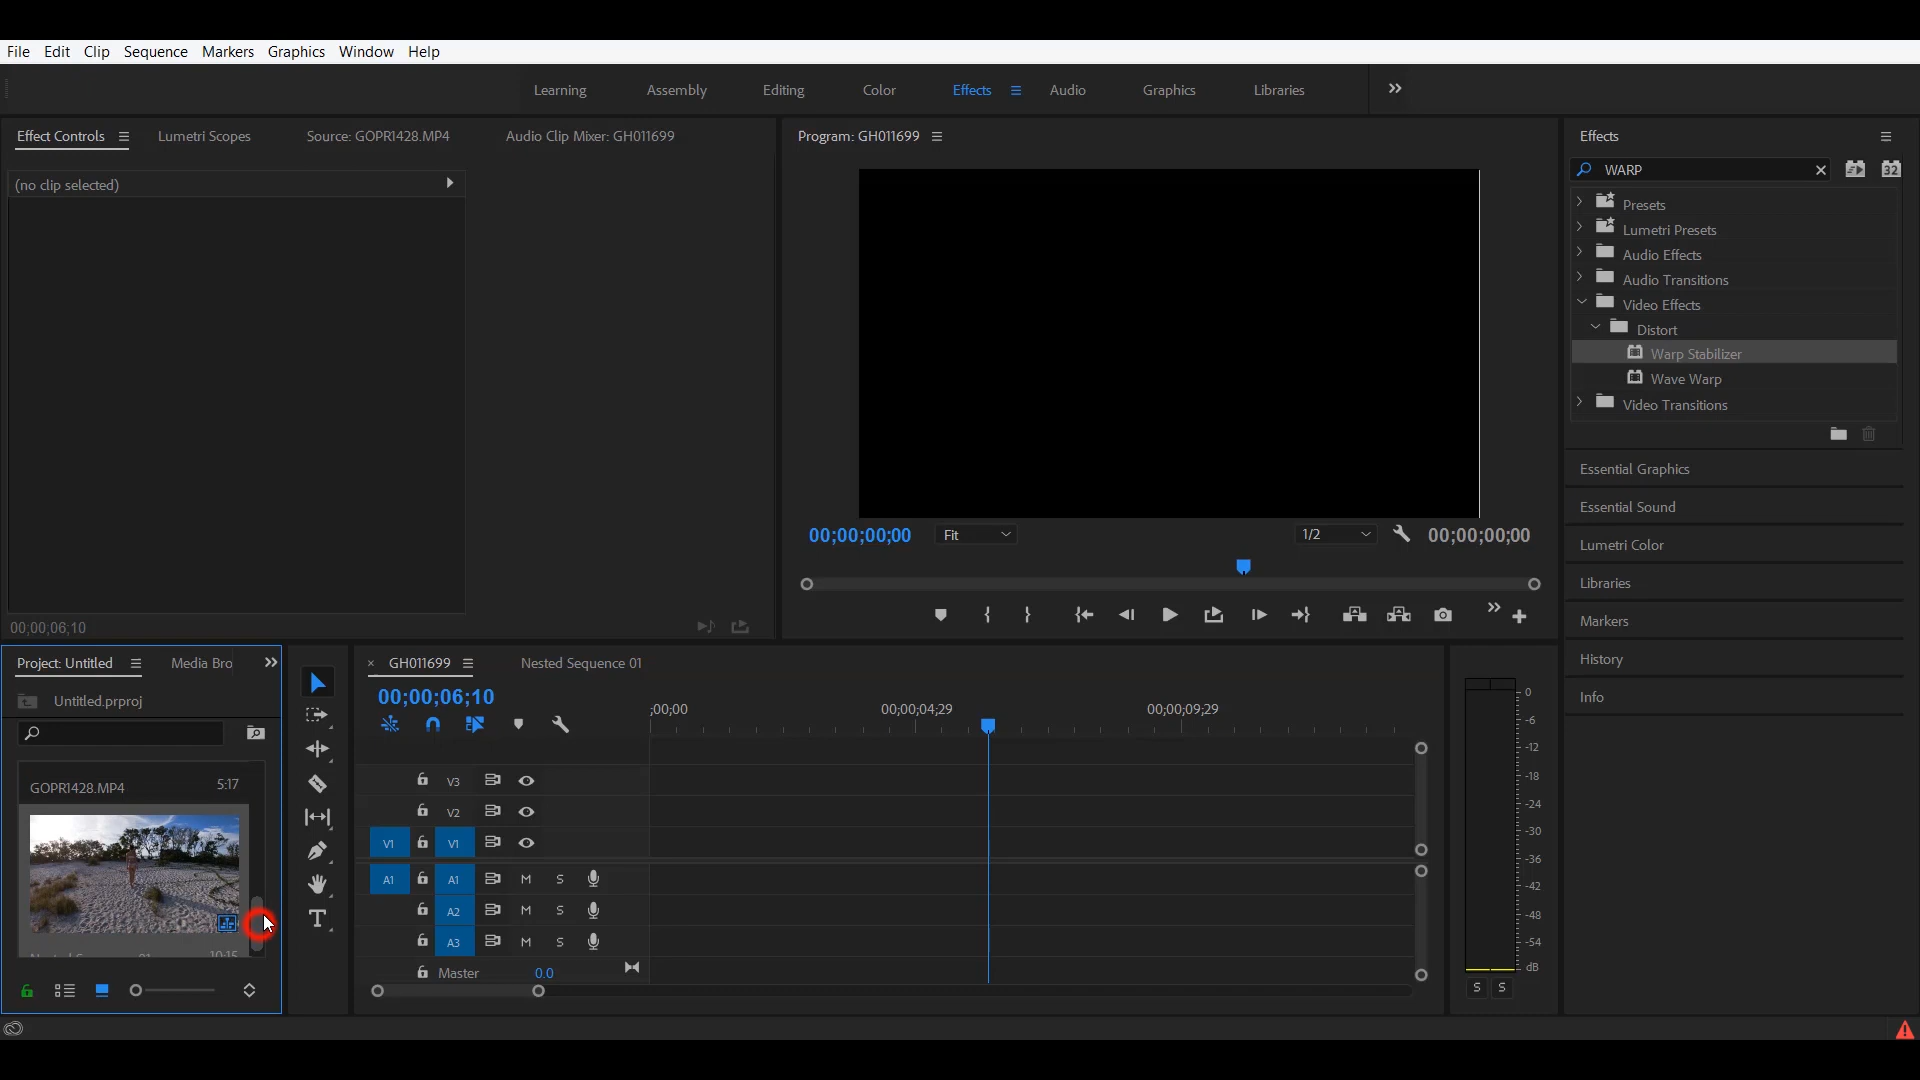 File Edit Clip Sequence Markers Graphics Window Help
Learning Assembly Editing Color Effects Audio Graphics Libraries
Effect Controls Lumetri Scopes Source: GOPR1428.MP4 Audio Clip Mixer: GH011699
Program: GH011699
Effects
(no clip selected)
WARP
32
Presets
Lumetri Presets
Audio Effects
Audio Transitions
Video Effects
Distort
Warp Stabilizer
Wave Warp
Video Transitions
Essential Graphics
Essential Sound
Lumetri Color
Libraries
Markers
History
Info
00;00;00;00 Fit 1/2 00;00;00;00
00;00;06;10
Project: Untitled Media Bro
Untitled.prproj
GOPR1428.MP4 5:17
GH011699 Nested Sequence 01
00;00;06;10
;00;00 00;00;04;29 00;00;09;29
V3
V2
V1 V1
A1 A1 M S
A2 M S
A3 M S
Master 0.0
0
-6
-12
-18
-24
-30
-36
-42
-48
-54
dB
S S